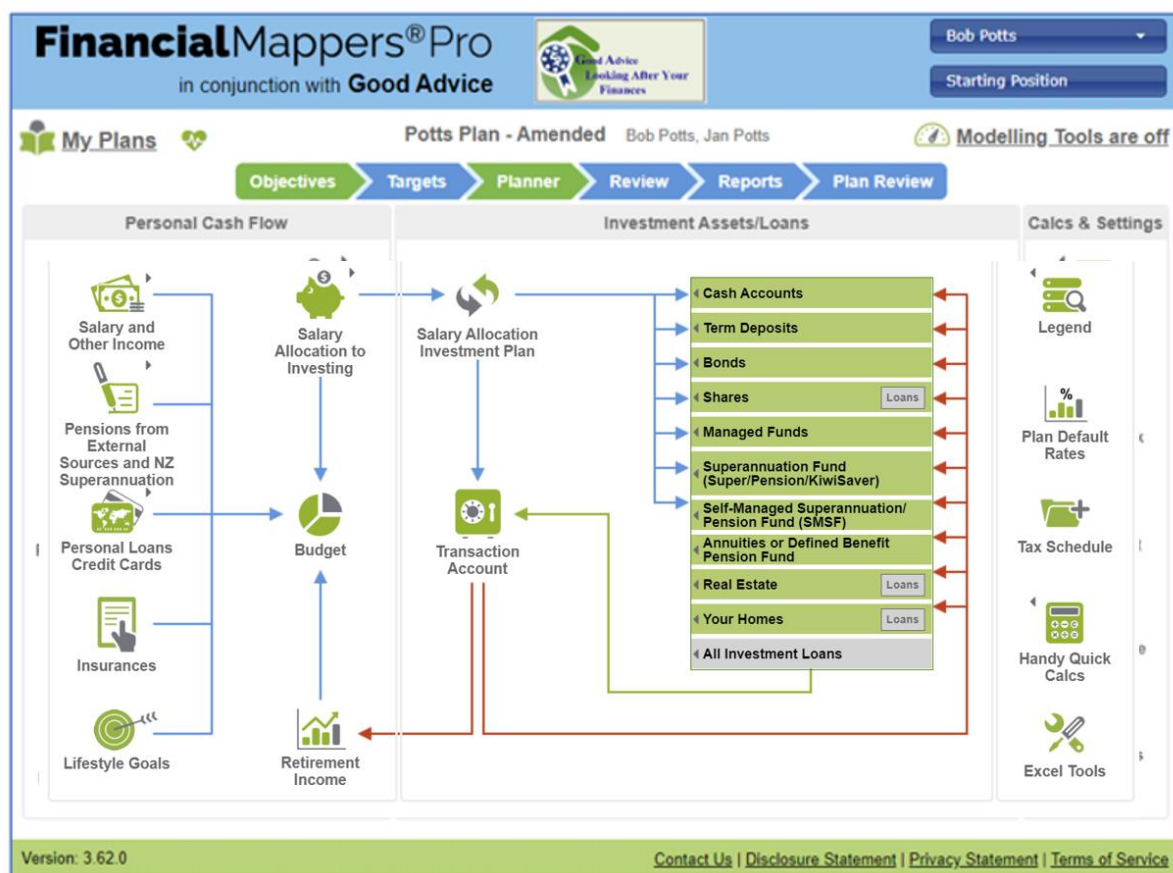 FinancialMappers®Pro
in conjunction with Good Advice
Good Advice
Looking After Your
Finances
Bob Potts
Starting Position
My Plans
Potts Plan - Amended Bob Potts, Jan Potts
Modelling Tools are off
Objectives Targets Planner Review Reports Plan Review
Personal Cash Flow
Investment Assets/Loans
Calcs & Settings
Salary and
Other Income
Pensions from
External
Sources and NZ
Superannuation
Personal Loans
Credit Cards
Insurances
Lifestyle Goals
Salary
Allocation to
Investing
Budget
Retirement
Income
Salary Allocation
Investment Plan
Transaction
Account
Cash Accounts
Term Deposits
Bonds
Shares Loans
Managed Funds
Superannuation Fund
(Super/Pension/KiwiSaver)
Self-Managed Superannuation/
Pension Fund (SMSF)
Annuities or Defined Benefit
Pension Fund
Real Estate Loans
Your Homes Loans
All Investment Loans
Legend
Plan Default
Rates
Tax Schedule
Handy Quick
Calcs
Excel Tools
Version: 3.62.0
Contact Us | Disclosure Statement | Privacy Statement | Terms of Service